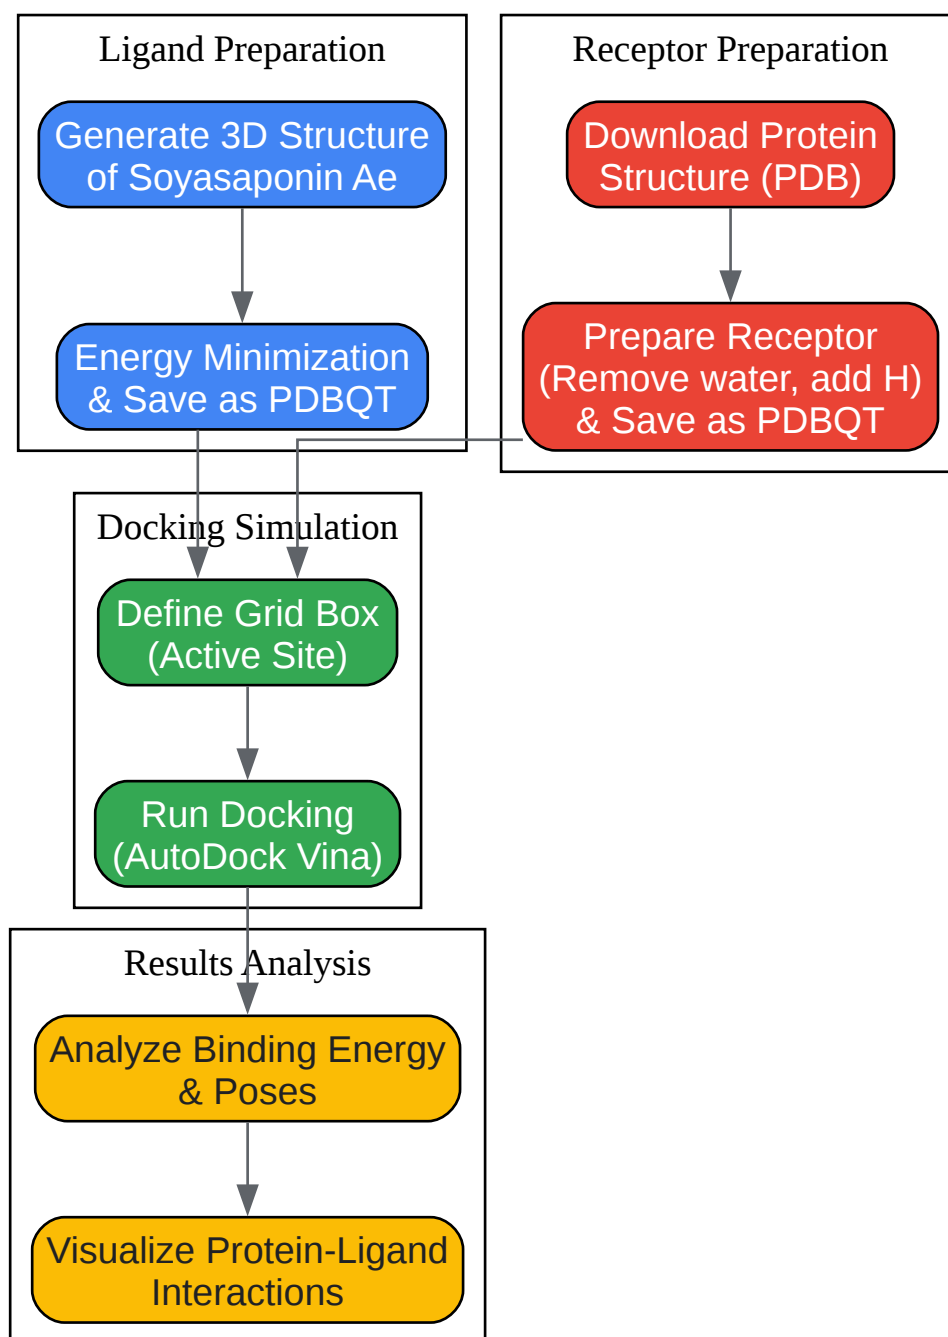 Ligand Preparation
Generate 3D Structure
of Soyasaponin Ae
Energy Minimization
& Save as PDBQT
Receptor Preparation
Download Protein
Structure (PDB)
Prepare Receptor
(Remove water, add H)
& Save as PDBQT
Docking Simulation
Define Grid Box
(Active Site)
Run Docking
(AutoDock Vina)
Results Analysis
Analyze Binding Energy
& Poses
Visualize Protein-Ligand
Interactions